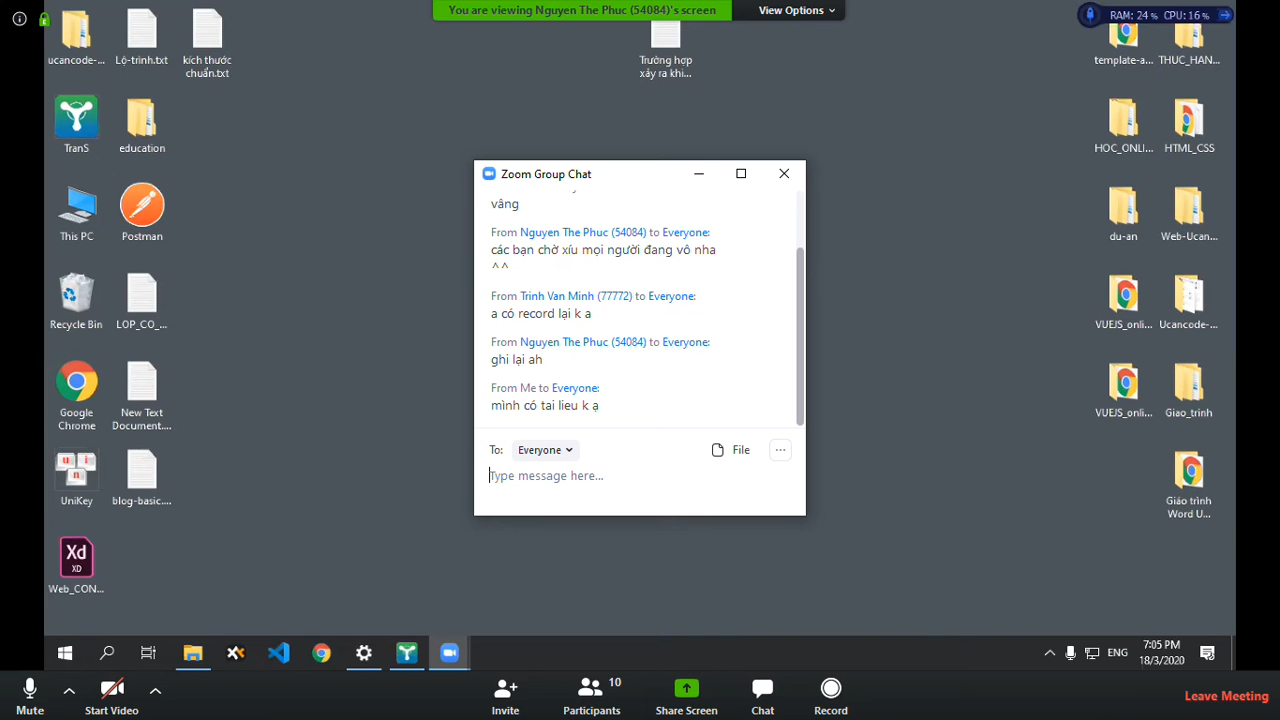 You are viewing Nguyen The Phuc (54084)'s screen
View Options
RAM: 24 % CPU: 16 %
ucancode-...
Lộ-trình.txt
kích thước
chuẩn.txt
Trường hợp
xảy ra khi...
template-a...
THUC_HAN...
TranS
education
HOC_ONLI...
HTML_CSS
This PC
Postman
du-an
Web-Ucan...
Recycle Bin
LOP_CO_...
VUEJS_onli...
Ucancode-...
Google
Chrome
New Text
Document....
VUEJS_onli...
Giao_trinh
UniKey
blog-basic....
Giáo trình
Word U...
Xd
XD
Web_CON...
Zoom Group Chat
vâng
From Nguyen The Phuc (54084) to Everyone:
các bạn chờ xíu mọi người đang vô nha
^ ^
From Trinh Van Minh (77772) to Everyone:
a có record lại k a
From Nguyen The Phuc (54084) to Everyone:
ghi lại ah
From Me to Everyone:
mình có tai lieu k ạ
To: Everyone
File
Type message here...
ENG
7:05 PM
18/3/2020
Mute
Start Video
Invite
10
Participants
Share Screen
Chat
Record
Leave Meeting